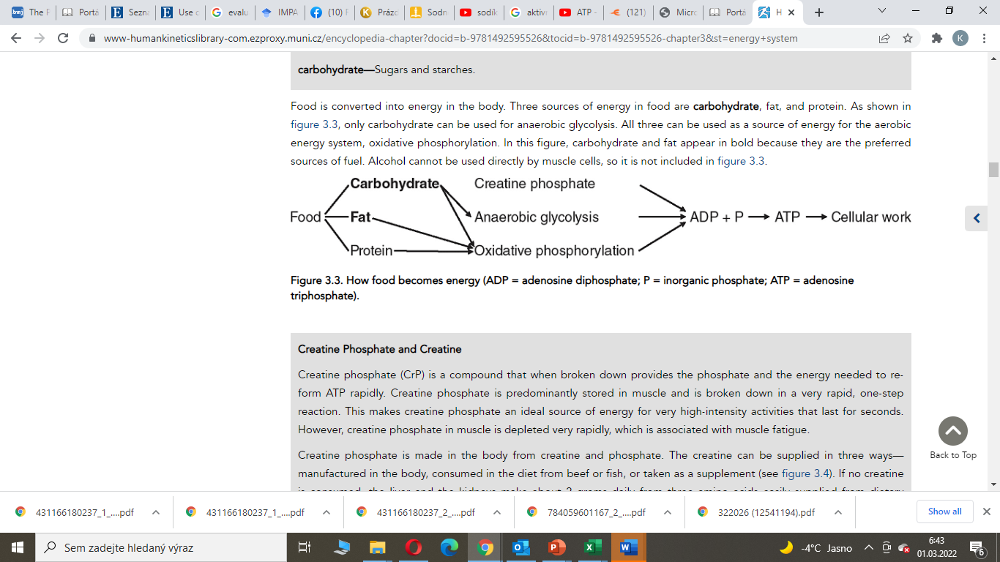 The F
Portá
Sezna
Use c
evalu
IMPA
(10) F
Prázc
Sodn
sodík
aktivr
ATP -
(121)
Micro
Portá
H
www-humankineticslibrary-com.ezproxy.muni.cz/encyclopedia-chapter?docid=b-9781492595526&tocid=b-9781492595526-chapter3&st=energy+system
K
carbohydrate—Sugars and starches.
Food is converted into energy in the body. Three sources of energy in food are carbohydrate, fat, and protein. As shown in
figure 3.3, only carbohydrate can be used for anaerobic glycolysis. All three can be used as a source of energy for the aerobic
energy system, oxidative phosphorylation. In this figure, carbohydrate and fat appear in bold because they are the preferred
sources of fuel. Alcohol cannot be used directly by muscle cells, so it is not included in figure 3.3.
Carbohydrate Creatine phosphate
Food Fat Anaerobic glycolysis ADP + P ATP Cellular work
Protein Oxidative phosphorylation
Figure 3.3. How food becomes energy (ADP = adenosine diphosphate; P = inorganic phosphate; ATP = adenosine
triphosphate).
Creatine Phosphate and Creatine
Creatine phosphate (CrP) is a compound that when broken down provides the phosphate and the energy needed to re-
form ATP rapidly. Creatine phosphate is predominantly stored in muscle and is broken down in a very rapid, one-step
reaction. This makes creatine phosphate an ideal source of energy for very high-intensity activities that last for seconds.
However, creatine phosphate in muscle is depleted very rapidly, which is associated with muscle fatigue.
Back to Top
Creatine phosphate is made in the body from creatine and phosphate. The creatine can be supplied in three ways—
manufactured in the body, consumed in the diet from beef or fish, or taken as a supplement (see figure 3.4). If no creatine
431166180237_1_....pdf
431166180237_1_....pdf
431166180237_2_....pdf
784059601167_2_....pdf
322026 (12541194).pdf
Show all
Sem zadejte hledaný výraz
-4°C Jasno
6:43
01.03.2022
6